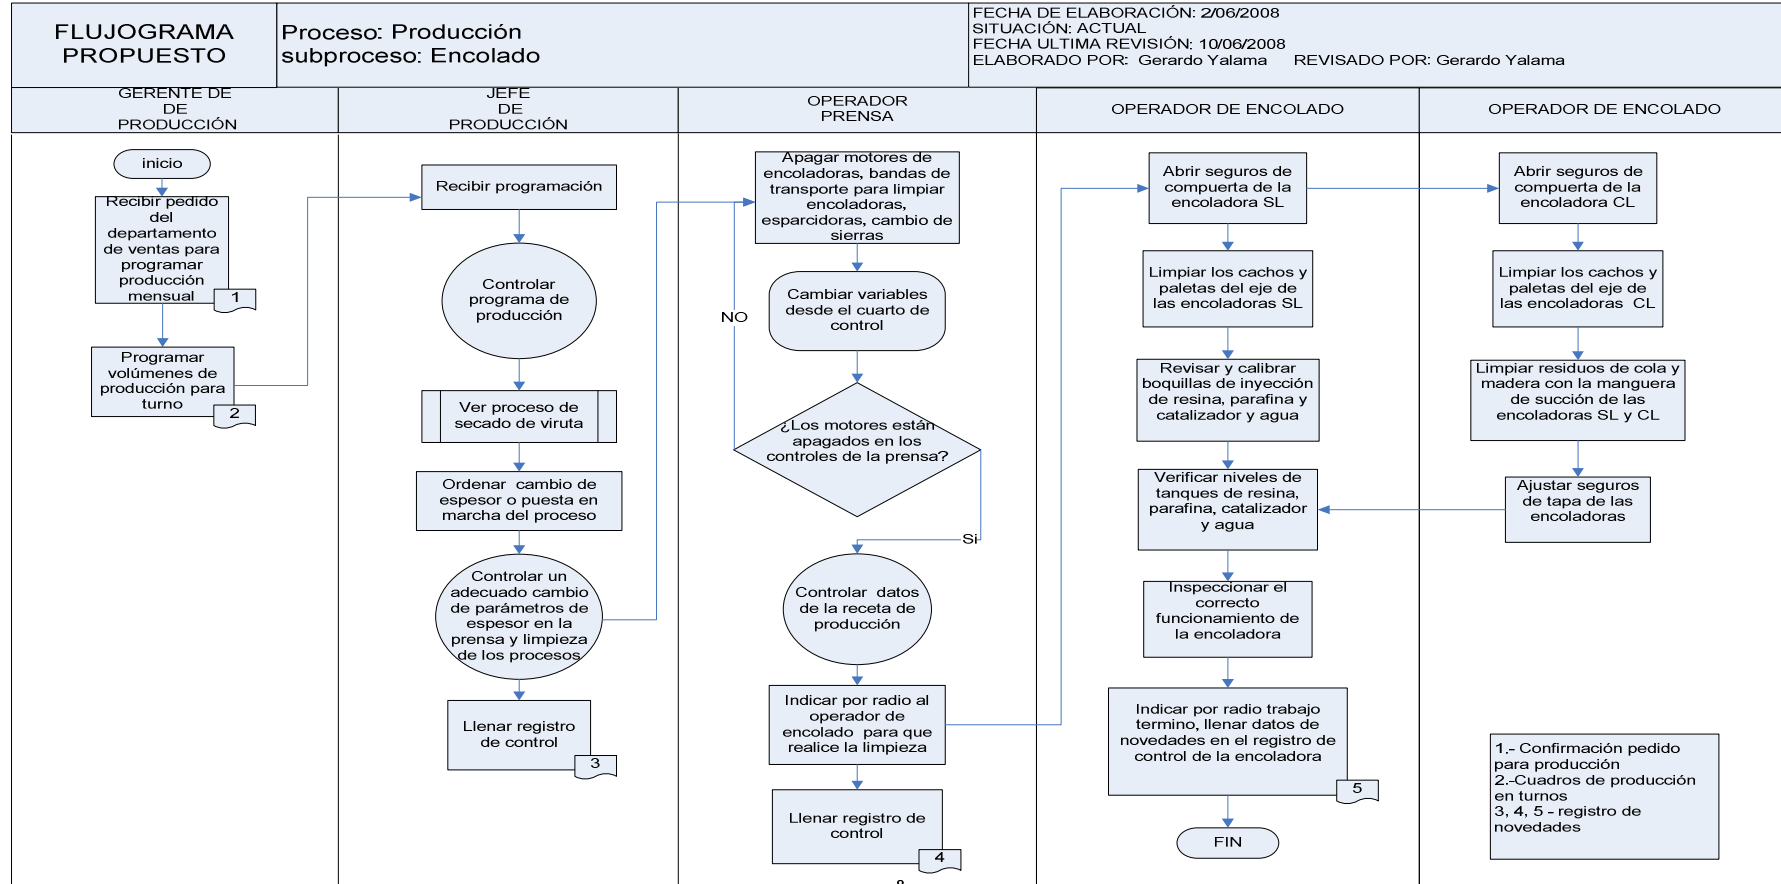 FLUJOGRAMA
PROPUESTO
Proceso: Producción
subproceso: Encolado
FECHA DE ELABORACIÓN: 2/06/2008
SITUACIÓN: ACTUAL
FECHA ULTIMA REVISIÓN: 10/06/2008
ELABORADO POR: Gerardo Yalama REVISADO POR: Gerardo Yalama
GERENTE DE
DE
PRODUCCIÓN
JEFE
DE
PRODUCCIÓN
OPERADOR
PRENSA
OPERADOR DE ENCOLADO
OPERADOR DE ENCOLADO
inicio
Recibir pedido
del
departamento
de ventas para
programar
producción
mensual
1
Programar
volúmenes de
producción para
turno
2
Recibir programación
Controlar
programa de
producción
Ver proceso de
secado de viruta
Ordenar cambio de
espesor o puesta en
marcha del proceso
Controlar un
adecuado cambio
de parámetros de
espesor en la
prensa y limpieza
de los procesos
Llenar registro
de control
3
Apagar motores de
encoladoras, bandas de
transporte para limpiar
encoladoras,
esparcidoras, cambio de
sierras
Cambiar variables
desde el cuarto de
control
NO
¿Los motores están
apagados en los
controles de la prensa?
Si
Controlar datos
de la receta de
producción
Indicar por radio al
operador de
encolado para que
realice la limpieza
Llenar registro de
control
4
Abrir seguros de
compuerta de la
encoladora SL
Limpiar los cachos y
paletas del eje de
las encoladoras SL
Revisar y calibrar
boquillas de inyección
de resina, parafina y
catalizador y agua
Verificar niveles de
tanques de resina,
parafina, catalizador
y agua
Inspeccionar el
correcto
funcionamiento de
la encoladora
Indicar por radio trabajo
termino, llenar datos de
novedades en el registro de
control de la encoladora
5
FIN
Abrir seguros de
compuerta de la
encoladora CL
Limpiar los cachos y
paletas del eje de
las encoladoras CL
Limpiar residuos de cola y
madera con la manguera
de succión de las
encoladoras SL y CL
Ajustar seguros
de tapa de las
encoladoras
1.- Confirmación pedido
para producción
2.-Cuadros de producción
en turnos
3, 4, 5 - registro de
novedades